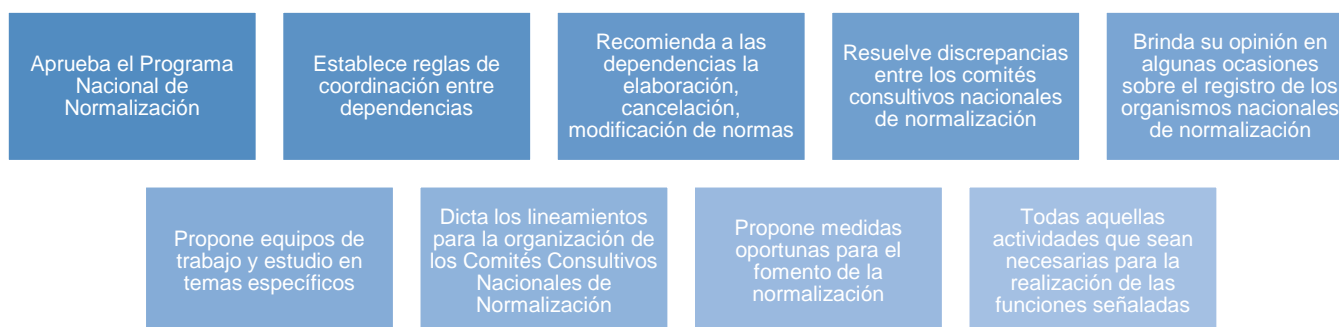 Aprueba el Programa
Nacional de
Normalización
Establece reglas de
coordinación entre
dependencias
Recomienda a las
dependencias la
elaboración,
cancelación,
modificación de normas
Resuelve discrepancias
entre los comités
consultivos nacionales
de normalización
Brinda su opinión en
algunas ocasiones
sobre el registro de los
organismos nacionales
de normalización
Propone equipos de
trabajo y estudio en
temas específicos
Dicta los lineamientos
para la organización de
los Comités Consultivos
Nacionales de
Normalización
Propone medidas
oportunas para el
fomento de la
normalización
Todas aquellas
actividades que sean
necesarias para la
realización de las
funciones señaladas